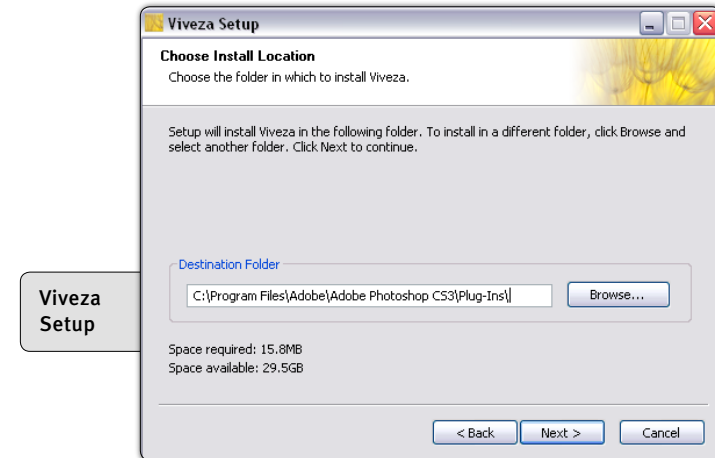 Viveza Setup
Choose Install Location
Choose the folder in which to install Viveza.
Setup will install Viveza in the following folder. To install in a different folder, click Browse and
select another folder. Click Next to continue.
Destination Folder
C:\Program Files\Adobe\Adobe Photoshop CS3\Plug-Ins\
Browse...
Viveza
Setup
Space required: 15.8MB
Space available: 29.5GB
< Back
Next >
Cancel